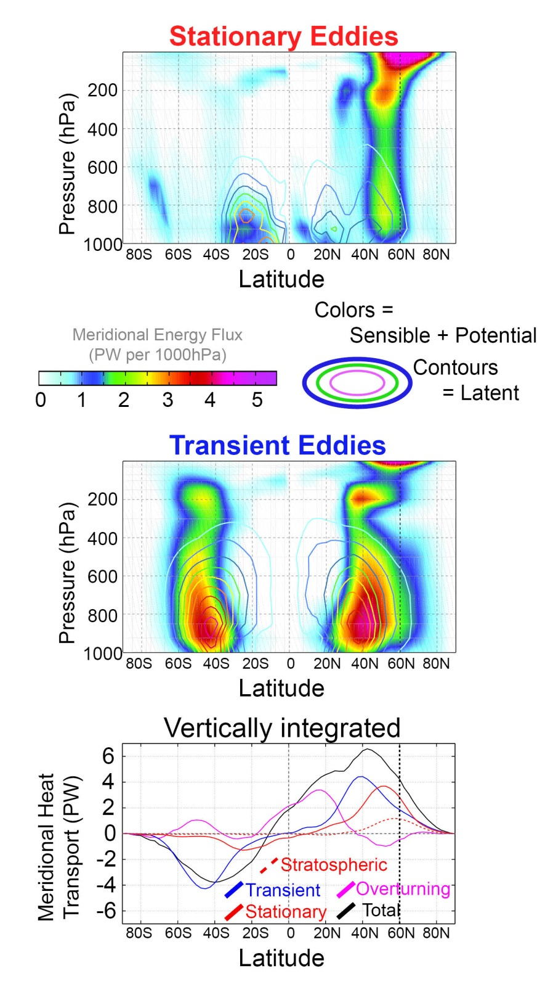 Stationary Eddies
Pressure (hPa)
200
400
600
800
1000
80S 60S 40S 20S 0 20N 40N 60N 80N
Latitude
Colors =
Sensible + Potential
Meridional Energy Flux
(PW per 1000hPa)
0 1 2 3 4 5
Contours
= Latent
Transient Eddies
Pressure (hPa)
200
400
600
800
1000
80S 60S 40S 20S 0 20N 40N 60N 80N
Latitude
Vertically integrated
Meridional Heat
Transport (PW)
6
4
2
0
-2
-4
-6
Stratospheric
Transient
Overturning
Stationary
Total
80S 60S 40S 20S 0 20N 40N 60N 80N
Latitude